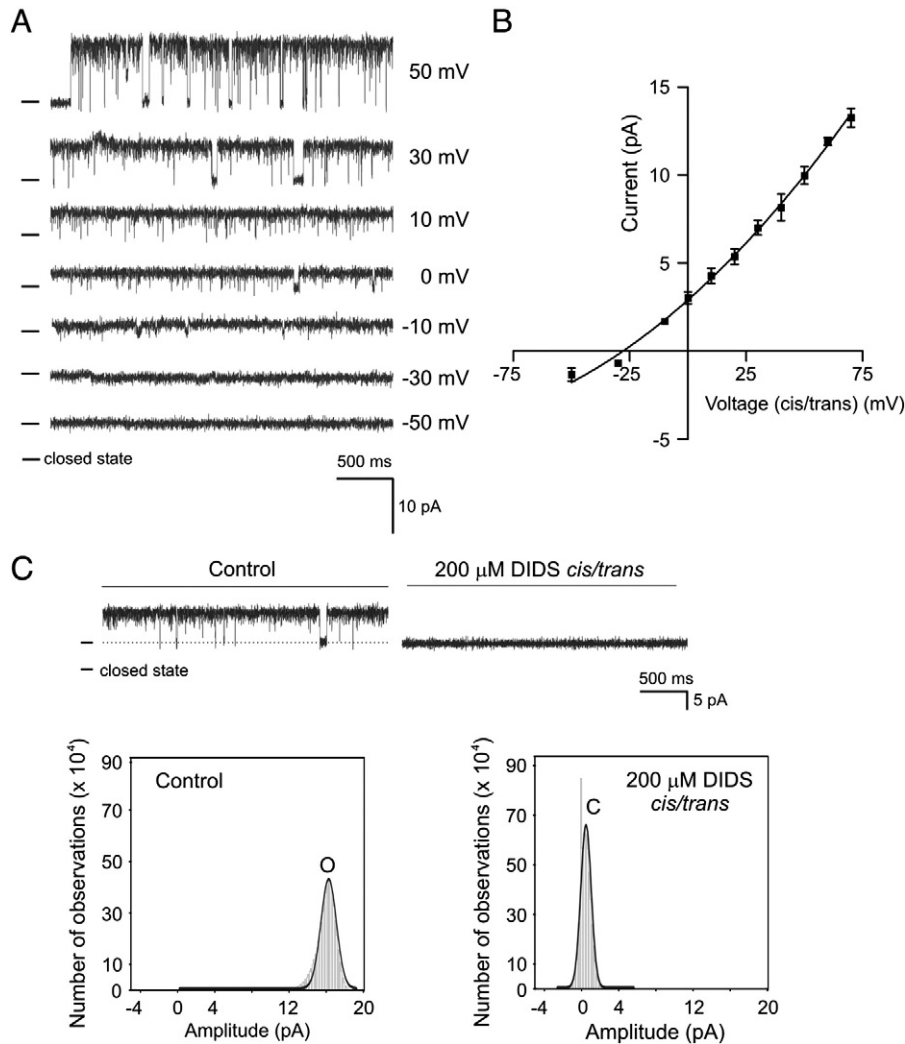 A
50 mV
30 mV
10 mV
0 mV
-10 mV
-30 mV
-50 mV
closed state
500 ms
10 pA
B
Current (pA)
15
10
5
-5
-75
-25
25
75
Voltage (cis/trans) (mV)
C
Control
200 μM DIDS cis/trans
closed state
500 ms
5 pA
Number of observations (x 10⁴)
90
70
50
30
10
0
Control
O
-4
0
4
12
20
Amplitude (pA)
Number of observations (x 10⁴)
90
70
50
30
10
0
200 μM DIDS
cis/trans
C
-4
0
4
12
20
Amplitude (pA)